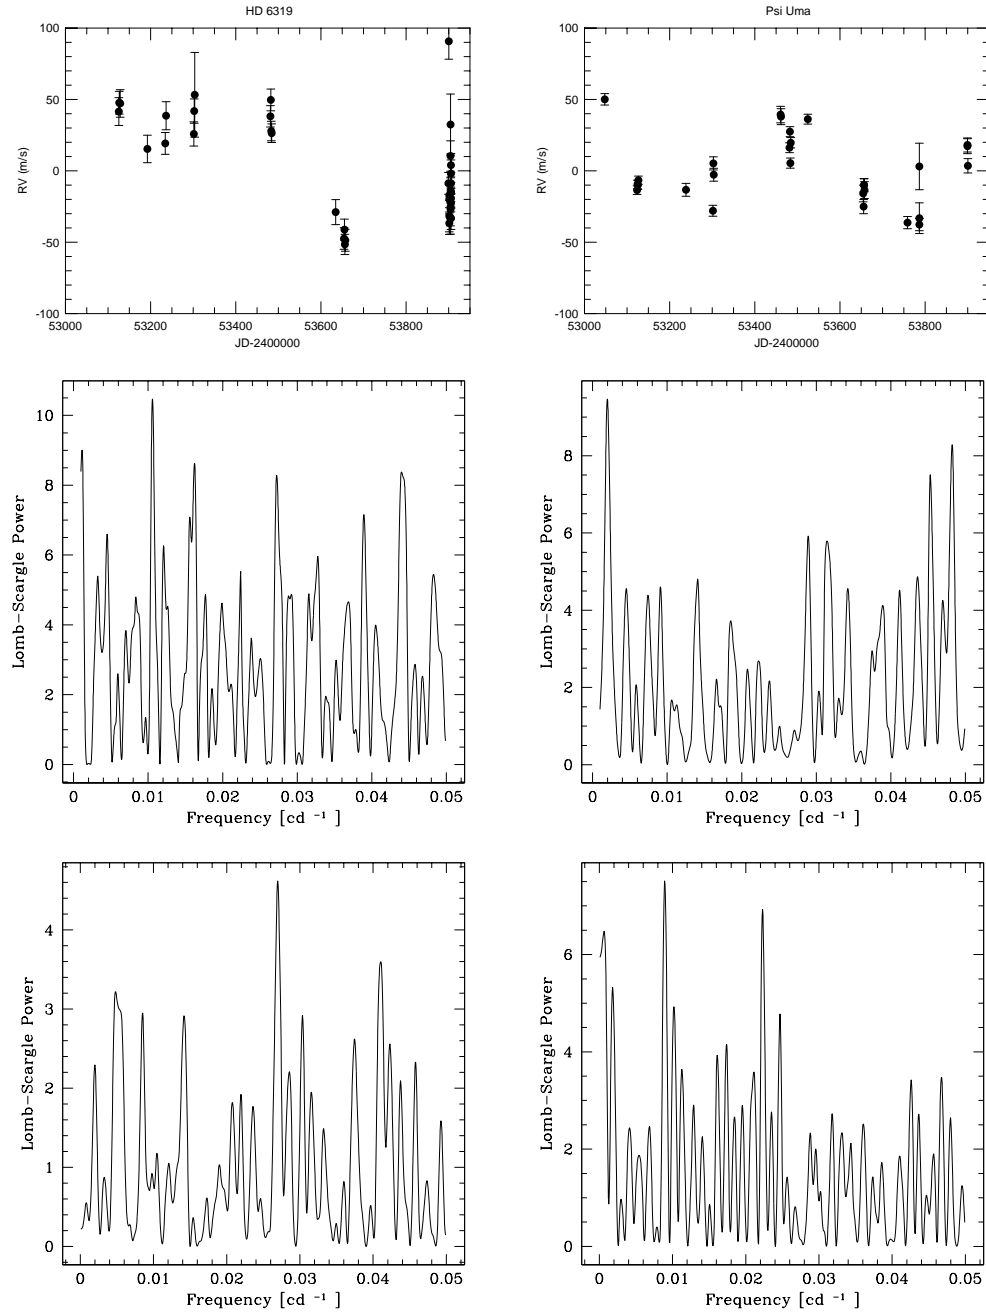 HD 6319
Psi Uma
100
50
0
-50
-100
RV (m/s)
53000 53200 53400 53600 53800
JD-2400000
100
50
0
-50
-100
RV (m/s)
53000 53200 53400 53600 53800
JD-2400000
10
8
6
4
2
0
Lomb-Scargle Power
0 0.01 0.02 0.03 0.04 0.05
Frequency [cd -1 ]
8
6
4
2
0
Lomb-Scargle Power
0 0.01 0.02 0.03 0.04 0.05
Frequency [cd -1 ]
4
3
2
1
0
Lomb-Scargle Power
0 0.01 0.02 0.03 0.04 0.05
Frequency [cd -1 ]
6
4
2
0
Lomb-Scargle Power
0 0.01 0.02 0.03 0.04 0.05
Frequency [cd -1 ]